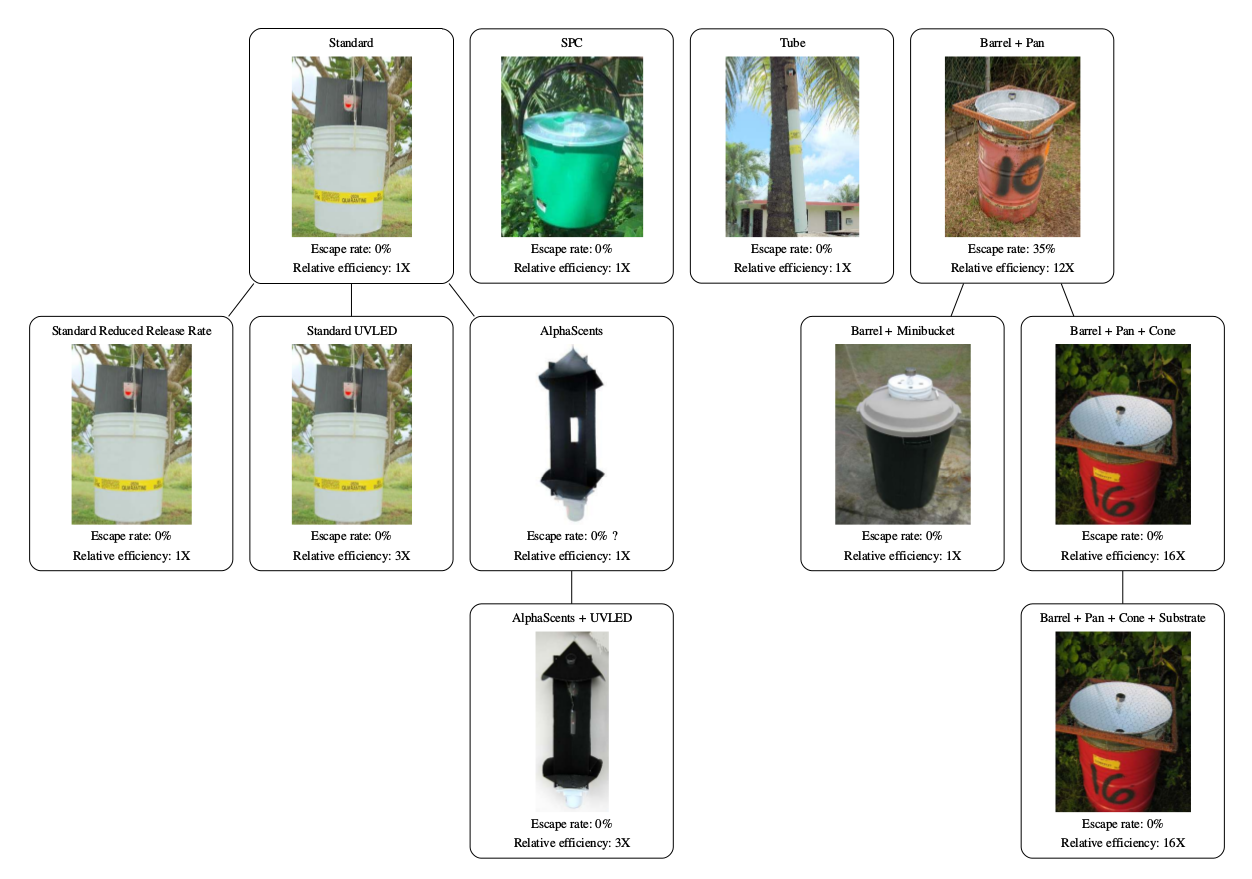 Standard
Escape rate: 0%
Relative efficiency: 1X
SPC
Escape rate: 0%
Relative efficiency: 1X
Tube
Escape rate: 0%
Relative efficiency: 1X
Barrel + Pan
10
Escape rate: 35%
Relative efficiency: 12X
Standard Reduced Release Rate
Escape rate: 0%
Relative efficiency: 1X
Standard UVLED
Escape rate: 0%
Relative efficiency: 3X
AlphaScents
Escape rate: 0% ?
Relative efficiency: 1X
Barrel + Minibucket
Escape rate: 0%
Relative efficiency: 1X
Barrel + Pan + Cone
16
Escape rate: 0%
Relative efficiency: 16X
AlphaScents + UVLED
Escape rate: 0%
Relative efficiency: 3X
Barrel + Pan + Cone + Substrate
16
Escape rate: 0%
Relative efficiency: 16X